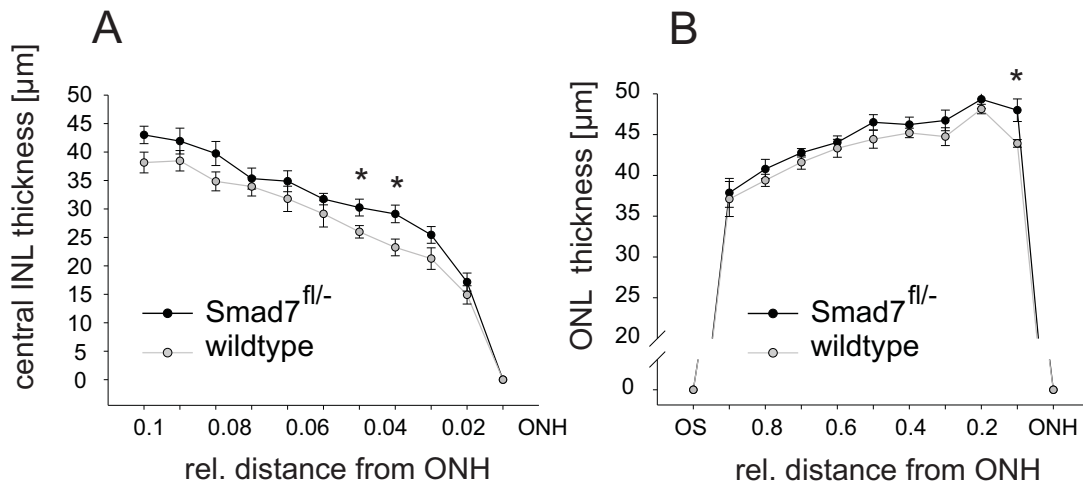 A
central INL thickness [µm]
50
45
40
35
30
25
20
15
10
5
0
* *
Smad7fl/-
wildtype
0.1 0.08 0.06 0.04 0.02 ONH
rel. distance from ONH
B
ONL thickness [µm]
50
45
40
35
30
25
20
0
*
Smad7fl/-
wildtype
OS 0.8 0.6 0.4 0.2 ONH
rel. distance from ONH